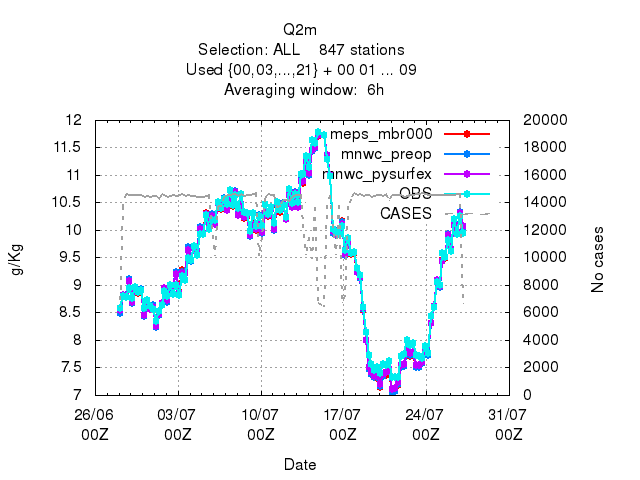 Q2m
Selection: ALL    847 stations
Used {00,03,...,21} + 00 01 ... 09
Averaging window:  6h
12 20000
11.5 18000
11 16000
10.5 14000
10 12000
9.5 10000
9 8000
8.5 6000
8 4000
7.5 2000
7 0
meps_mbr000
mnwc_preop
mnwc_pysurfex
OBS
CASES
g/Kg
No cases
26/06 03/07 10/07 17/07 24/07 31/07
00Z 00Z 00Z 00Z 00Z 00Z
Date